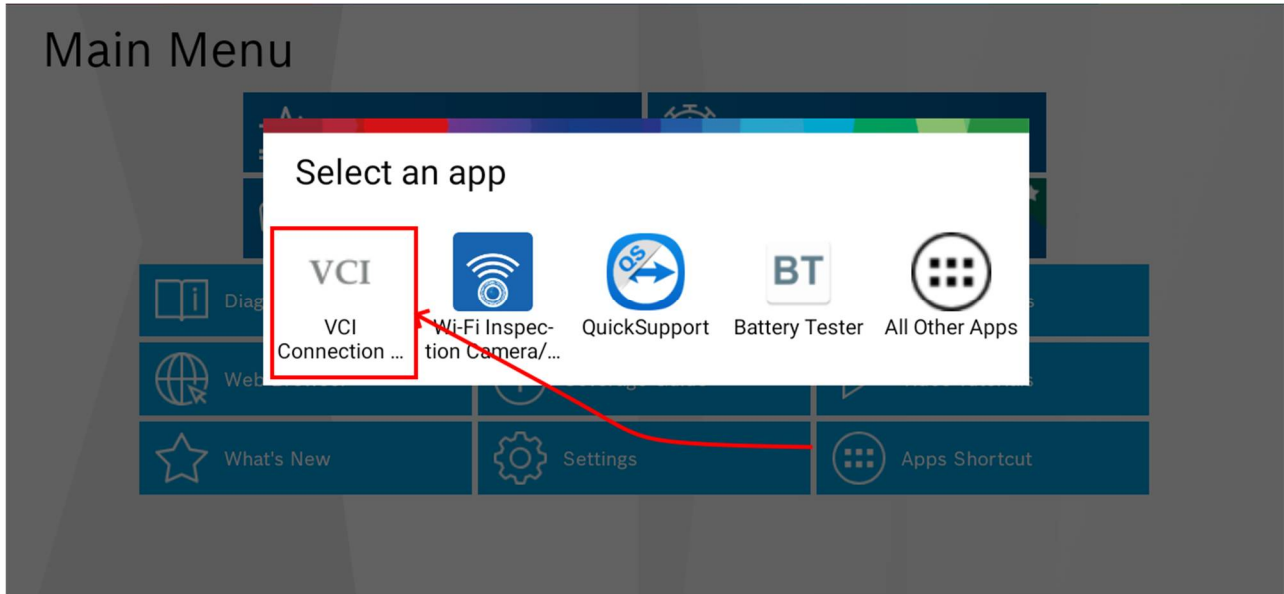 Main Menu
Select an app
VCI
QS
BT
VCI
Connection ...
Wi-Fi Inspec-
tion Camera/...
QuickSupport
Battery Tester
All Other Apps
What's New
Settings
Apps Shortcut